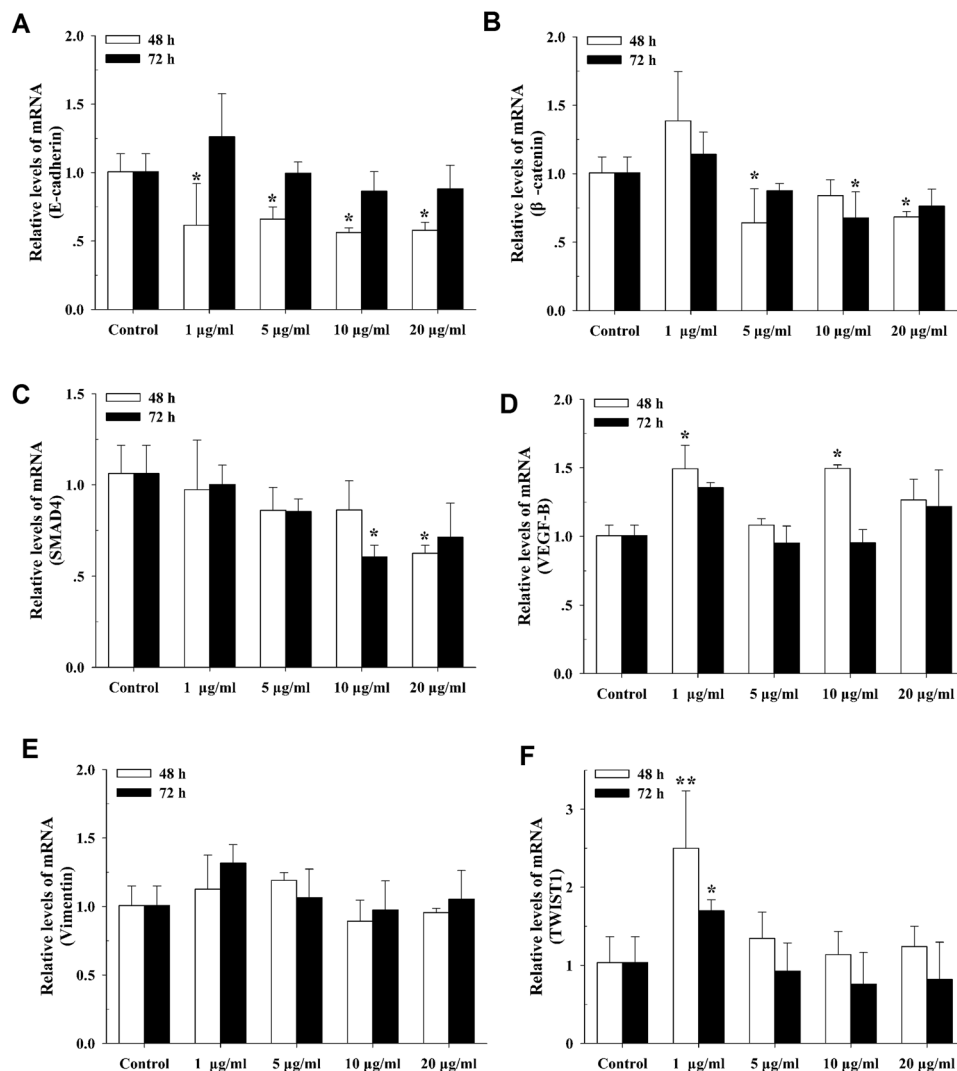 A
2.0
48 h
72 h
1.5
1.0
.5
0.0
Relative levels of mRNA
(E-cadherin)
*
*
*
*
Control
1 µg/ml
5 µg/ml
10 µg/ml
20 µg/ml
B
2.0
48 h
72 h
1.5
1.0
.5
0.0
Relative levels of mRNA
(β -catenin)
*
*
*
Control
1 µg/ml
5 µg/ml
10 µg/ml
20 µg/ml
C
1.5
48 h
72 h
1.0
.5
0.0
Relative levels of mRNA
(SMAD4)
*
*
Control
1 µg/ml
5 µg/ml
10 µg/ml
20 µg/ml
D
2.0
48 h
72 h
1.5
1.0
.5
0.0
Relative levels of mRNA
(VEGF-B)
*
*
Control
1 µg/ml
5 µg/ml
10 µg/ml
20 µg/ml
E
2.0
48 h
72 h
1.5
1.0
0.5
0.0
Relative levels of mRNA
(Vimentin)
Control
1 µg/ml
5 µg/ml
10 µg/ml
20 µg/ml
F
48 h
72 h
3
2
1
0
Relative levels of mRNA
(TWIST1)
**
*
Control
1 µg/ml
5 µg/ml
10 µg/ml
20 µg/ml